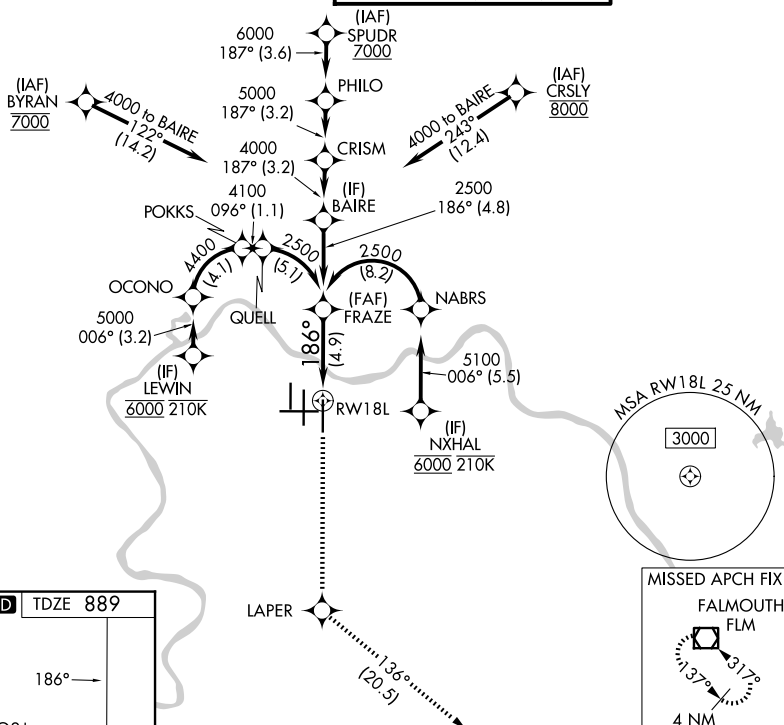 (IAF)
SPUDR
7000
6000
187° (3.6)
PHILO
(IAF)
BYRAN
7000
4000 to BAIRE
122°
(14.2)
5000
187° (3.2)
(IAF)
CRSLY
8000
4000 to BAIRE
243°
(12.4)
CRISM
4000
187° (3.2)
(IF)
BAIRE
4100
096° (1.1)
2500
186° (4.8)
POKKS
4400
(4.1)
2500
(5.1)
2500
(8.2)
OCONO
QUELL
(FAF)
FRAZE
NABRS
5000
006° (3.2)
186°
(4.9)
5100
006° (5.5)
(IF)
LEWIN
6000 210K
RW18L
(IF)
NXHAL
6000 210K
MSA RW18L 25 NM
3000
MISSED APCH FIX
FALMOUTH
FLM
317°
137°
4 NM
LAPER
136°
(20.5)
D TDZE 889
186°